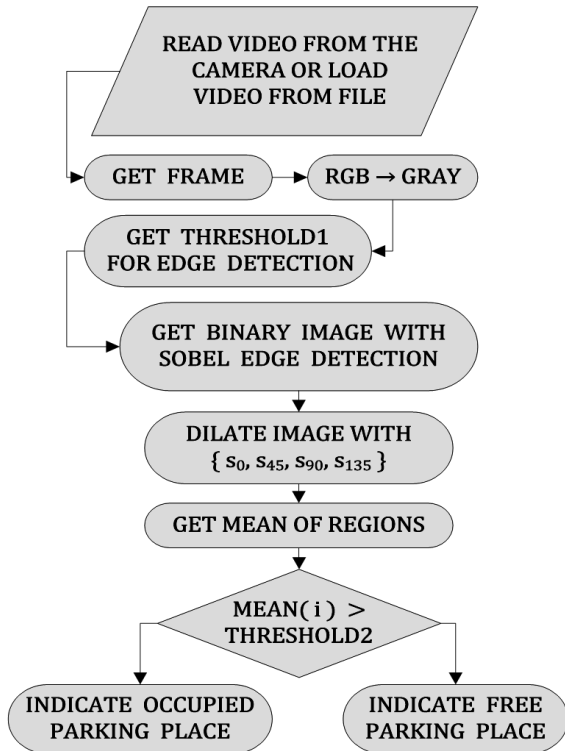 READ VIDEO FROM THE
CAMERA OR LOAD
VIDEO FROM FILE
GET FRAME
RGB → GRAY
GET THRESHOLD1
FOR EDGE DETECTION
GET BINARY IMAGE WITH
SOBEL EDGE DETECTION
DILATE IMAGE WITH
{ s₀, s₄₅, s₉₀, s₁₃₅ }
GET MEAN OF REGIONS
MEAN( i ) >
THRESHOLD2
INDICATE OCCUPIED
PARKING PLACE
INDICATE FREE
PARKING PLACE